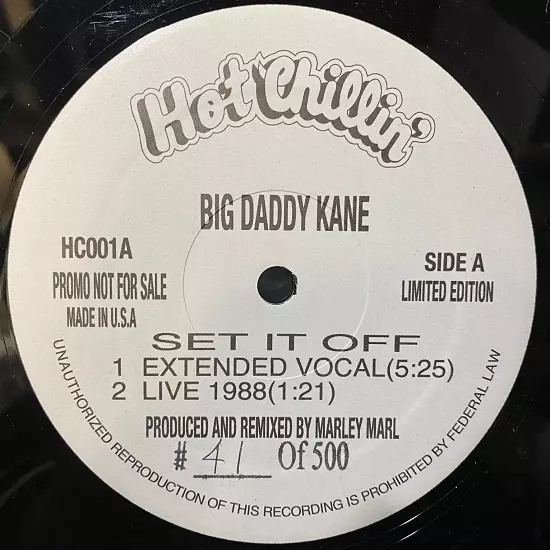 Hot Chillin'
BIG DADDY KANE
HC001A
PROMO NOT FOR SALE
MADE IN U.S.A
SIDE A
LIMITED EDITION
SET IT OFF
1 EXTENDED VOCAL(5:25)
2 LIVE 1988(1:21)
PRODUCED AND REMIXED BY MARLEY MARL
# 41 Of 500
UNAUTHORIZED REPRODUCTION OF THIS RECORDING IS PROHIBITED BY FEDERAL LAW